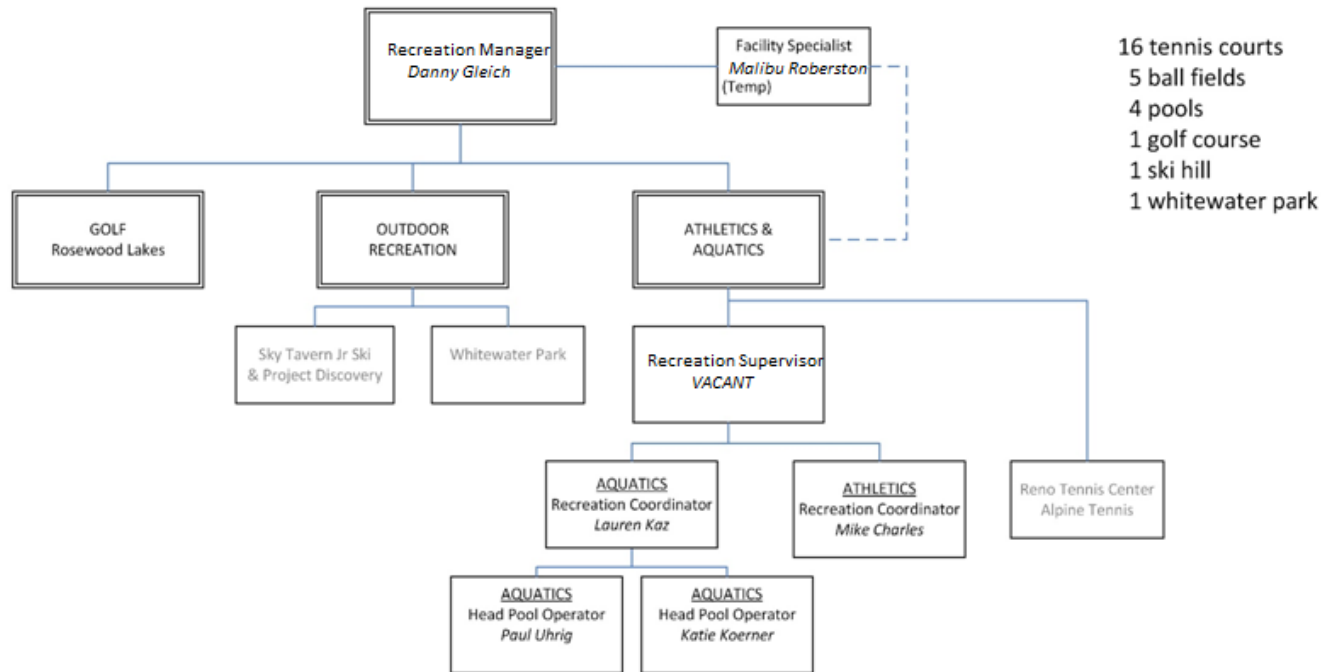 Recreation Manager
Danny Gleich
Facility Specialist
Malibu Roberston
(Temp)
16 tennis courts
5 ball fields
4 pools
1 golf course
1 ski hill
1 whitewater park
GOLF
Rosewood Lakes
OUTDOOR
RECREATION
ATHLETICS &
AQUATICS
Sky Tavern Jr Ski
& Project Discovery
Whitewater Park
Recreation Supervisor
VACANT
AQUATICS
Recreation Coordinator
Lauren Kaz
ATHLETICS
Recreation Coordinator
Mike Charles
Reno Tennis Center
Alpine Tennis
AQUATICS
Head Pool Operator
Paul Uhrig
AQUATICS
Head Pool Operator
Katie Koerner